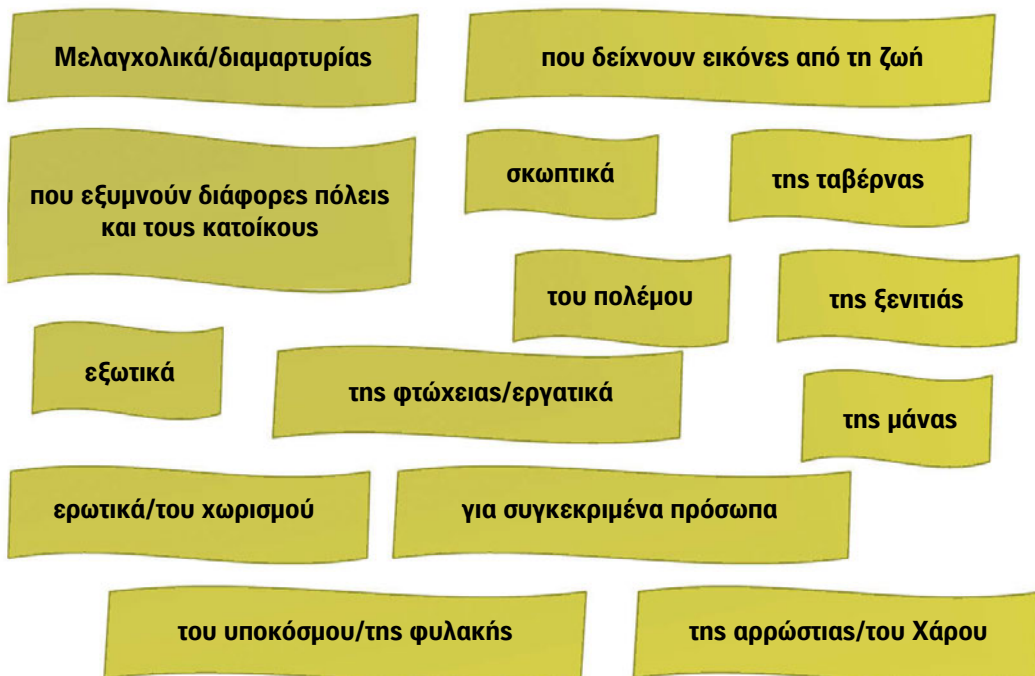 Μελαγχολικά/διαμαρτυρίας
που δείχνουν εικόνες από τη ζωή
που εξυμνούν διάφορες πόλεις
και τους κατοίκους
σκωπτικά
της ταβέρνας
του πολέμου
της ξενιτιάς
εξωτικά
της φτώχειας/εργατικά
της μάνας
ερωτικά/του χωρισμού
για συγκεκριμένα πρόσωπα
του υποκόσμου/της φυλακής
της αρρώστιας/του Χάρου